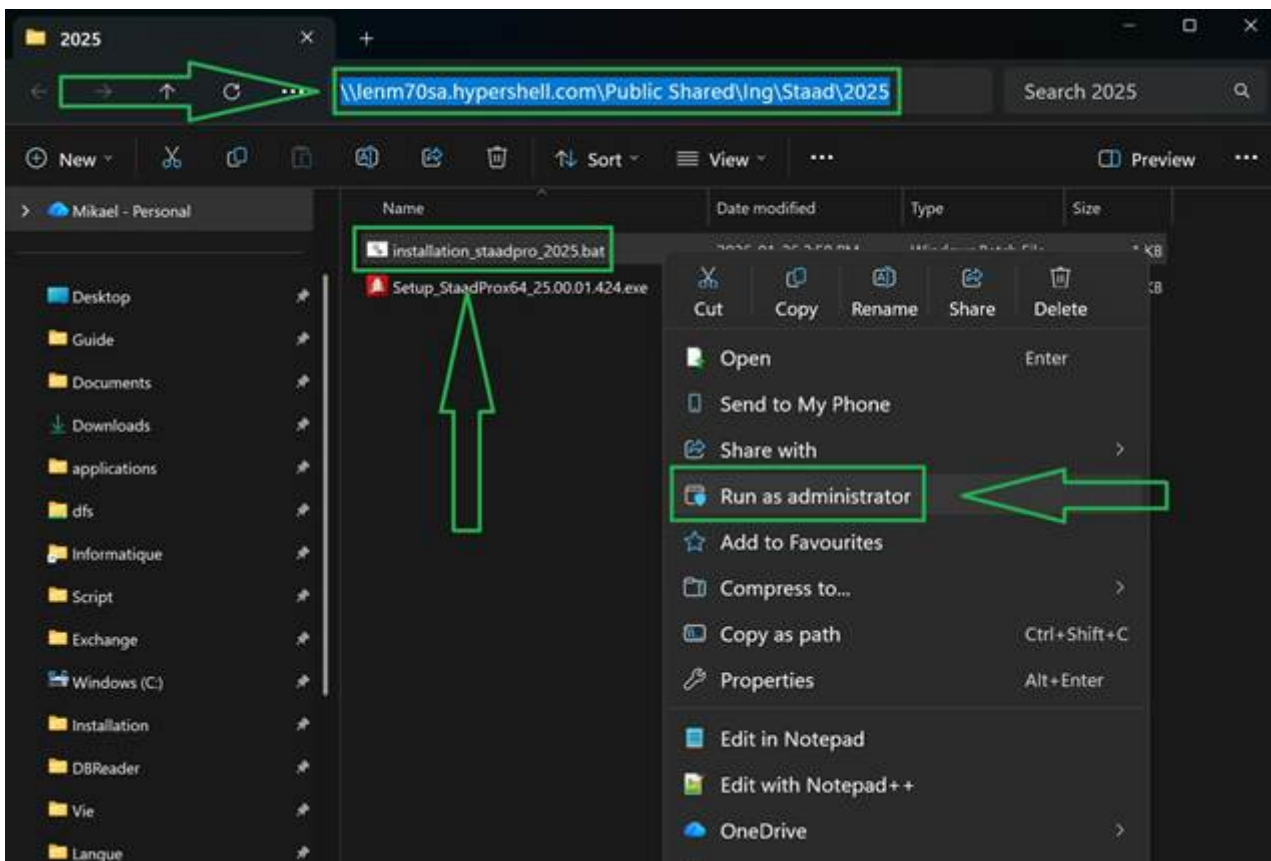 2025
\\lenm70sa.hypershell.com\Public Shared\Ing\Staad\2025
Search 2025
New
Sort
View
Preview
Mikael - Personal
Name
Date modified
Type
Size
installation_staadpro_2025.bat
KB
Setup_StaadProx64_25.00.01.424.exe
KB
Cut
Copy
Rename
Share
Delete
Desktop
Guide
Documents
Downloads
applications
dfs
Informatique
Script
Exchange
Windows (C:)
Installation
DBReader
Vie
Langue
Open
Enter
Send to My Phone
Share with
Run as administrator
Add to Favourites
Compress to...
Copy as path
Ctrl+Shift+C
Properties
Alt+Enter
Edit in Notepad
Edit with Notepad++
OneDrive